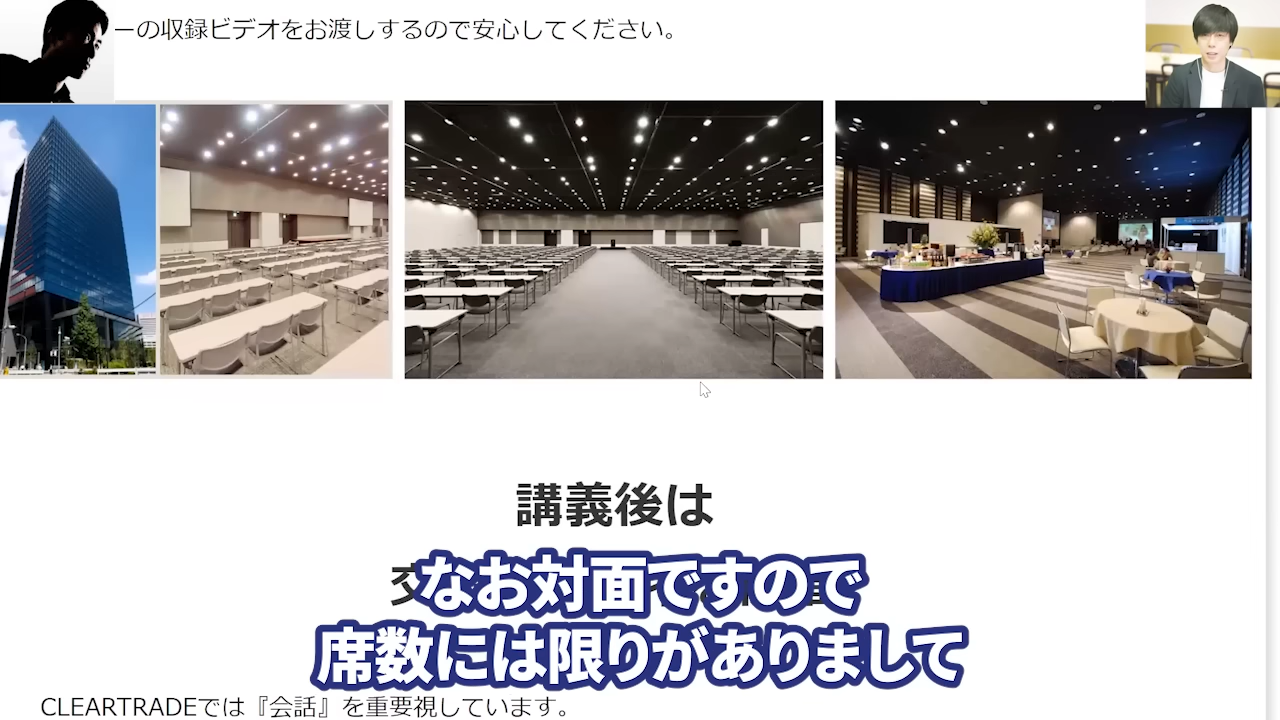 ーの収録ビデオをお渡しするので安心してください。
講義後は
交
なお対面ですので
席数には限りがありまして
CLEARTRADEでは『会話』を重要視しています。